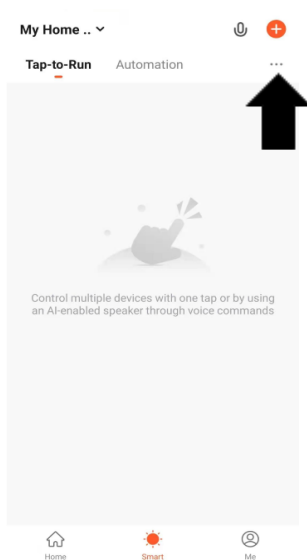 My Home ..
Tap-to-Run Automation ...
Control multiple devices with one tap or by using
an AI-enabled speaker through voice commands
Home Smart Me